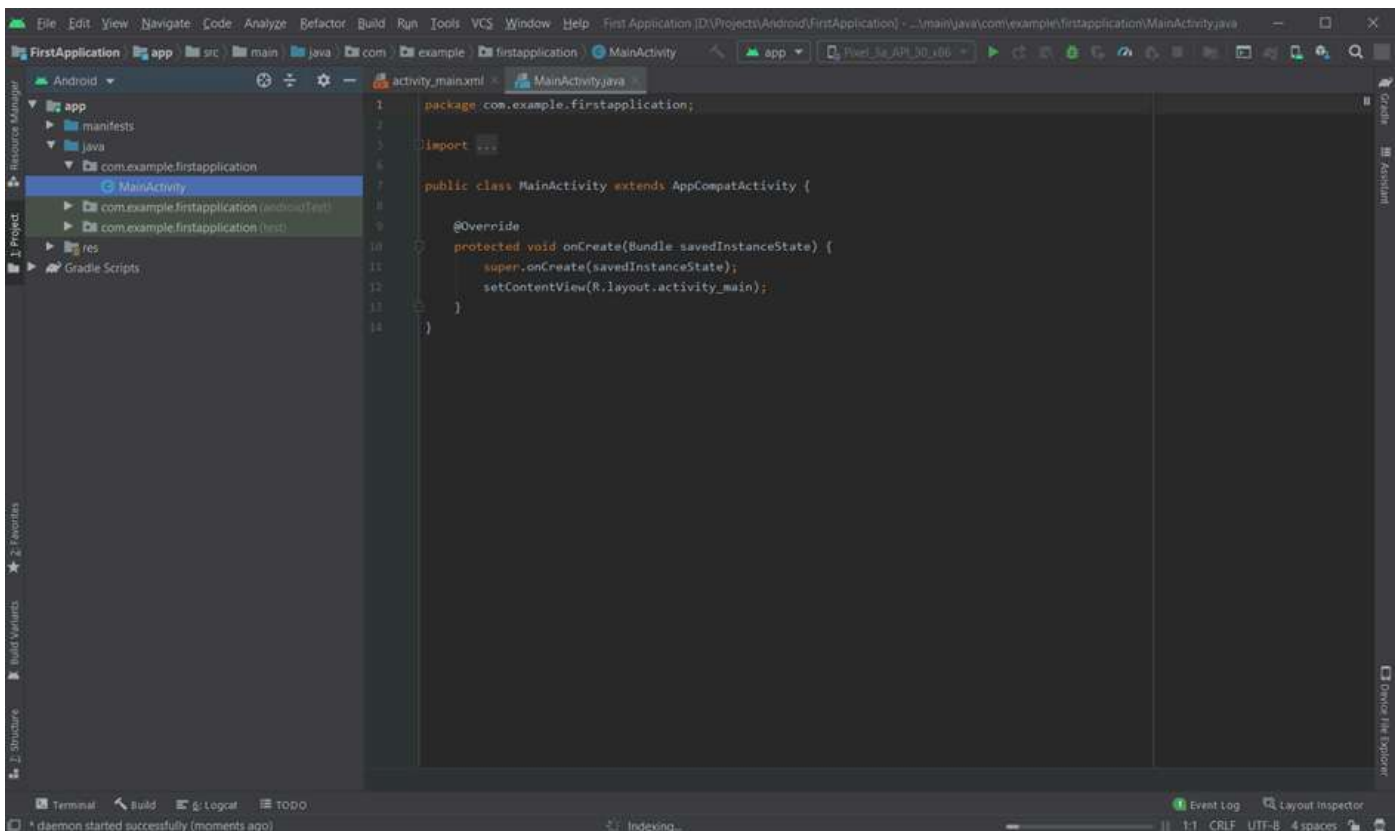 File Edit View Navigate Code Analyze Refactor Build Run Tools VCS Window Help First Application [D:\Projects\Android\FirstApplication] - ...\main\java\com\example\firstapplication\MainActivity.java
FirstApplication app src main java com example firstapplication MainActivity app Pixel_3a_API_30_x86
Android
activity_main.xml MainActivity.java
Resource Manager
1: Project
2: Favorites
Build Variants
7: Structure
app
manifests
java
com.example.firstapplication
MainActivity
com.example.firstapplication (androidTest)
com.example.firstapplication (test)
res
Gradle Scripts
1 package com.example.firstapplication;
2
3 import ...
6
7 public class MainActivity extends AppCompatActivity {
8
9 @Override
10 protected void onCreate(Bundle savedInstanceState) {
11 super.onCreate(savedInstanceState);
12 setContentView(R.layout.activity_main);
13 }
14 }
Gradle
Assistant
Device File Explorer
Terminal Build 6: Logcat TODO 1 Event Log Layout Inspector
* daemon started successfully (moments ago) Indexing... 1:1 CRLF UTF-8 4 spaces